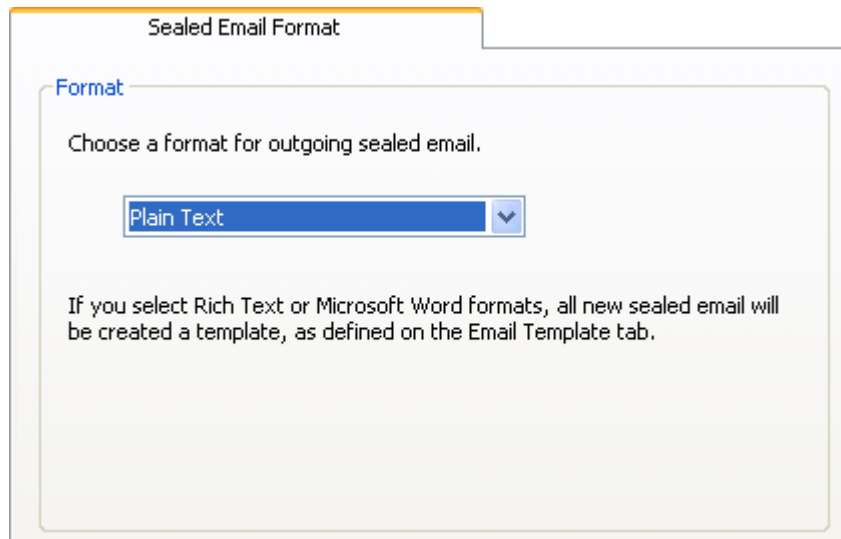 Sealed Email Format
Format
Choose a format for outgoing sealed email.
Plain Text
If you select Rich Text or Microsoft Word formats, all new sealed email will
be created a template, as defined on the Email Template tab.